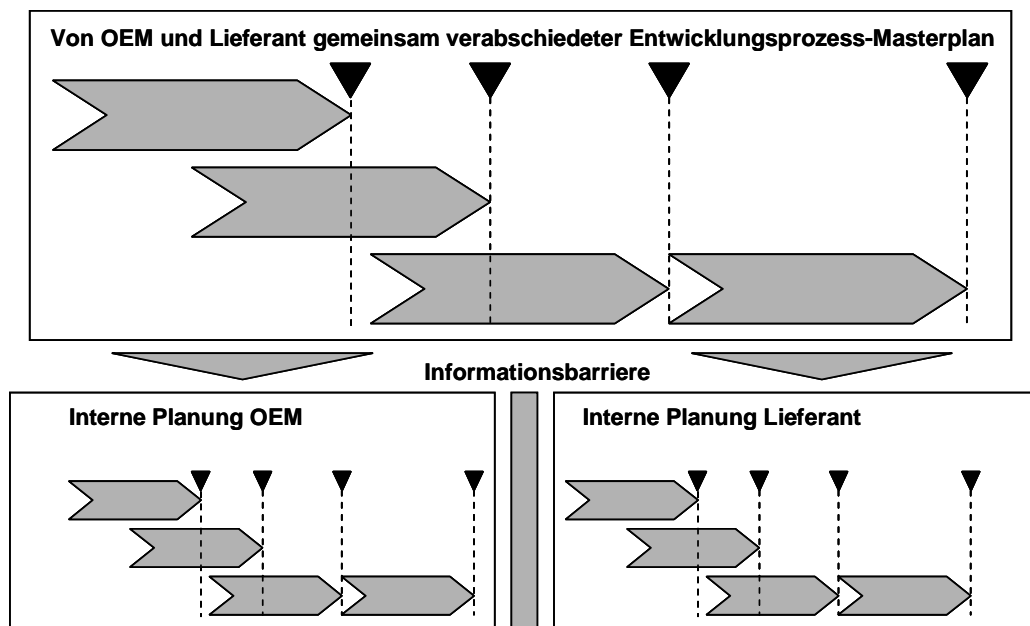 Von OEM und Lieferant gemeinsam verabschiedeter Entwicklungsprozess-Masterplan
Informationsbarriere
Interne Planung OEM
Interne Planung Lieferant